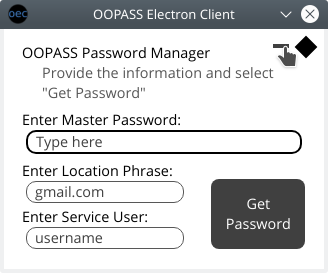 oec OOPASS Electron Client
OOPASS Password Manager
Provide the information and select
"Get Password"
Enter Master Password:
Type here
Enter Location Phrase:
gmail.com
Enter Service User:
username
Get
Password